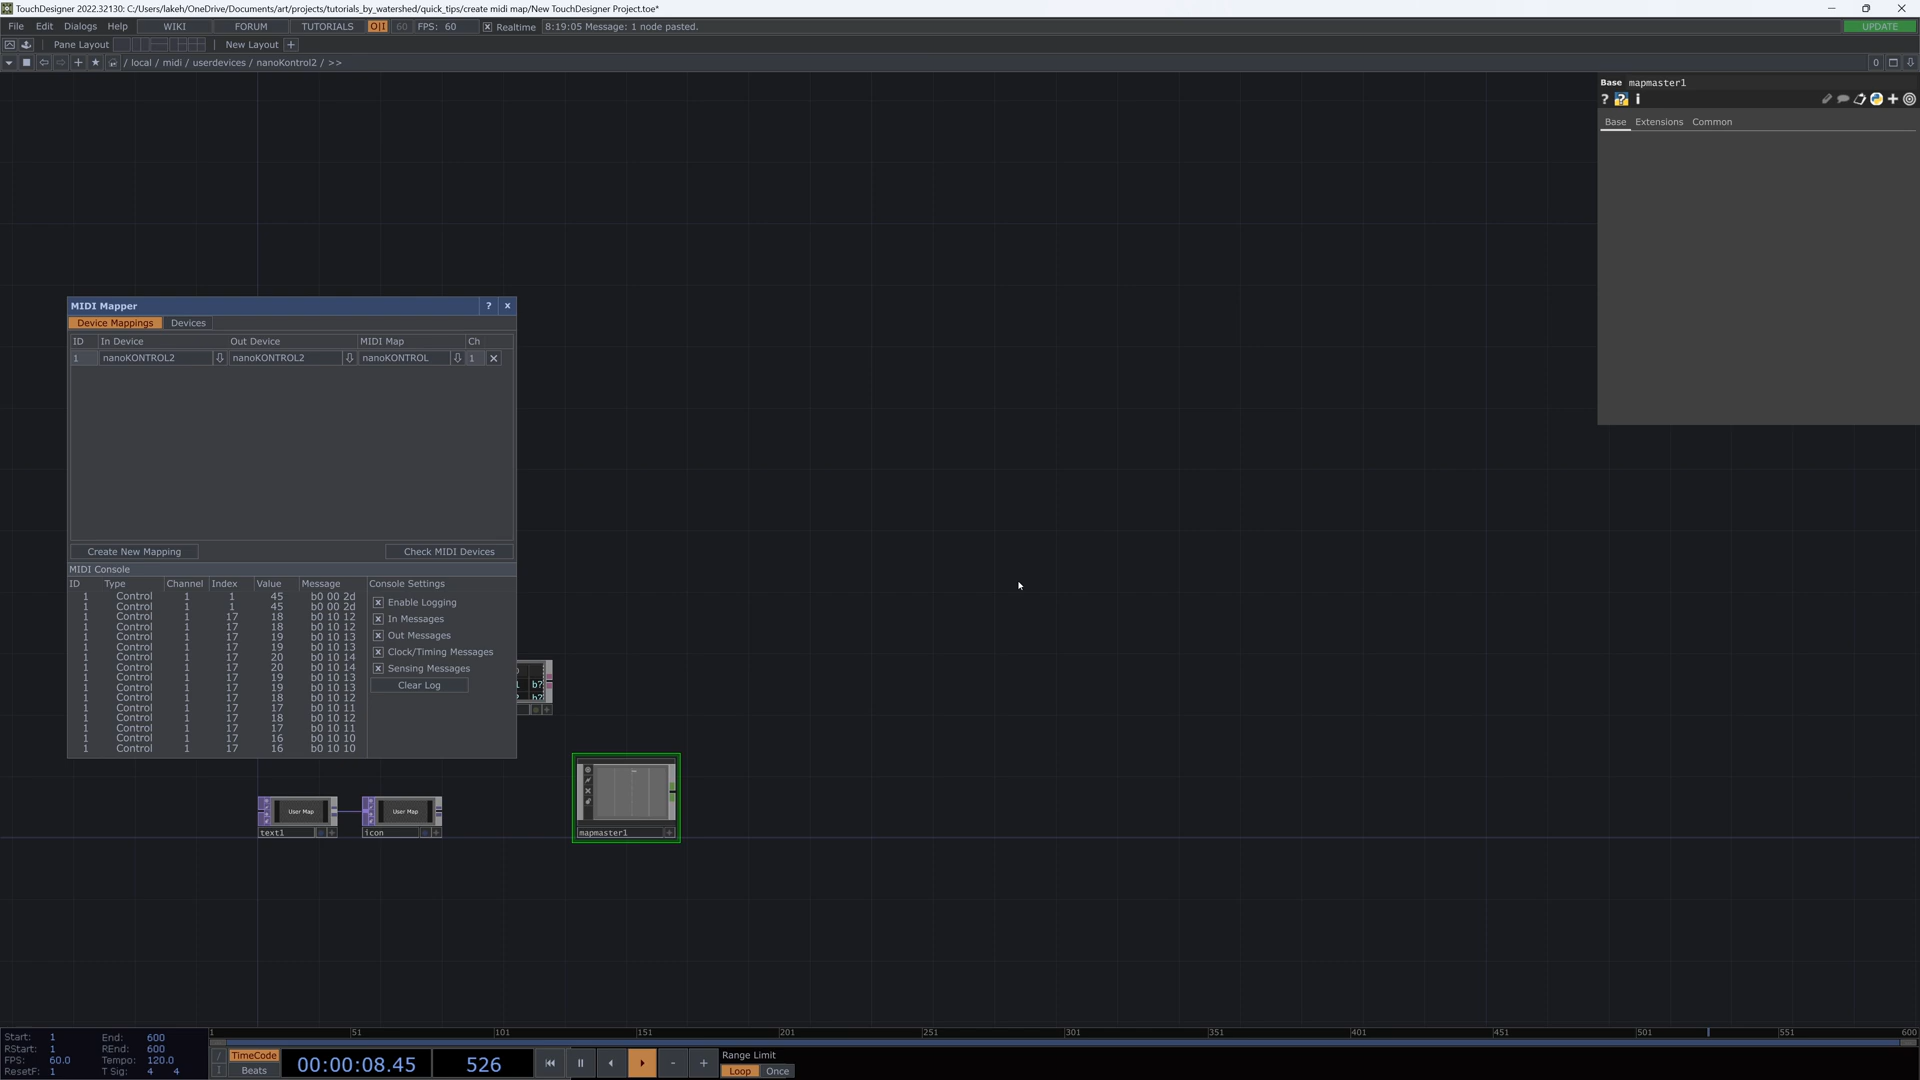 TouchDesigner 2022.32130: C:/Users/lakeh/OneDrive/Documents/art/projects/tutorials_by_watershed/quick_tips/create midi map/New TouchDesigner Project.toe*
File Edit Dialogs Help WIKI FORUM TUTORIALS O|I 60 FPS: 60 Realtime 8:19:05 Message: 1 node pasted. UPDATE
Pane Layout New Layout +
/ local / midi / userdevices / nanoKontrol2 / >> 0
Base mapmaster1
? ? i
Base Extensions Common
MIDI Mapper ? x
Device Mappings Devices
ID In Device Out Device MIDI Map Ch
1 nanoKONTROL2 nanoKONTROL2 nanoKONTROL 1
Create New Mapping Check MIDI Devices
MIDI Console
ID Type Channel Index Value Message Console Settings
1 Control 1 1 45 b0 00 2d
1 Control 1 1 45 b0 00 2d
1 Control 1 17 18 b0 10 12
1 Control 1 17 18 b0 10 12
1 Control 1 17 19 b0 10 13
1 Control 1 17 19 b0 10 13
1 Control 1 17 20 b0 10 14
1 Control 1 17 20 b0 10 14
1 Control 1 17 19 b0 10 13
1 Control 1 17 19 b0 10 13
1 Control 1 17 18 b0 10 12
1 Control 1 17 17 b0 10 11
1 Control 1 17 18 b0 10 12
1 Control 1 17 17 b0 10 11
1 Control 1 17 16 b0 10 10
1 Control 1 17 16 b0 10 10
Enable Logging
In Messages
Out Messages
Clock/Timing Messages
Sensing Messages
Clear Log
b?
b?
User Map User Map
text1 icon mapmaster1
Start: 1 End: 600
RStart: 1 REnd: 600
FPS: 60.0 Tempo: 120.0
ResetF: 1 T Sig: 4 4
1 51 101 151 201 251 301 351 401 451 501 551 600
TimeCode
Beats
00:00:08.45 526
Range Limit
Loop Once